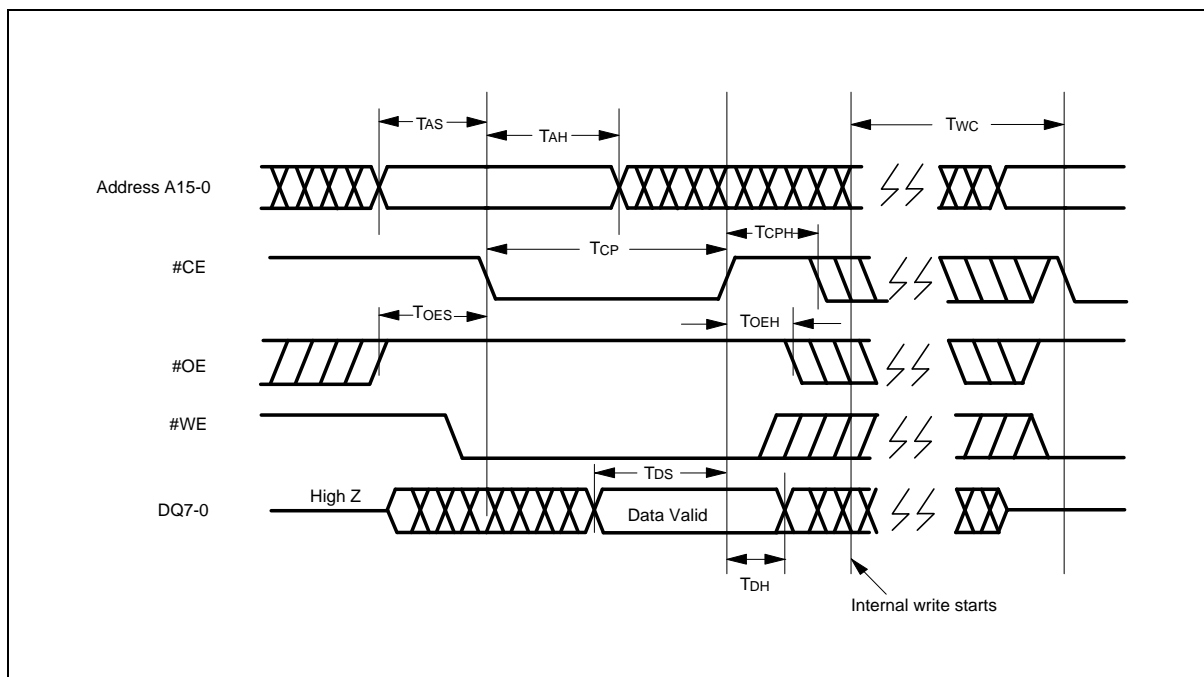 TAS
TAH
TWC
Address A15-0
TCP
TCPH
#CE
TOES
TOEH
#OE
#WE
TDS
High Z
DQ7-0
Data Valid
TDH
Internal write starts